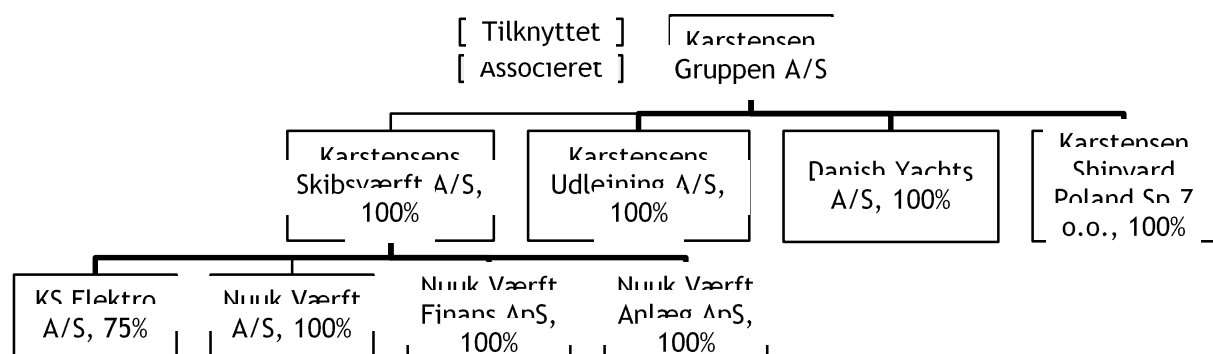 [ Tilknyttet ]
[ Associeret ]
Karstensen
Gruppen A/S
Karstensens
Skibsværft A/S,
100%
Karstensens
Udlejning A/S,
100%
Danish Yachts
A/S, 100%
Karstensen
Shipyard
Poland Sp.Z
o.o., 100%
KS Elektro
A/S, 75%
Nuuk Værft
A/S, 100%
Nuuk Værft
Finans ApS,
100%
Nuuk Værft
Anlæg ApS,
100%